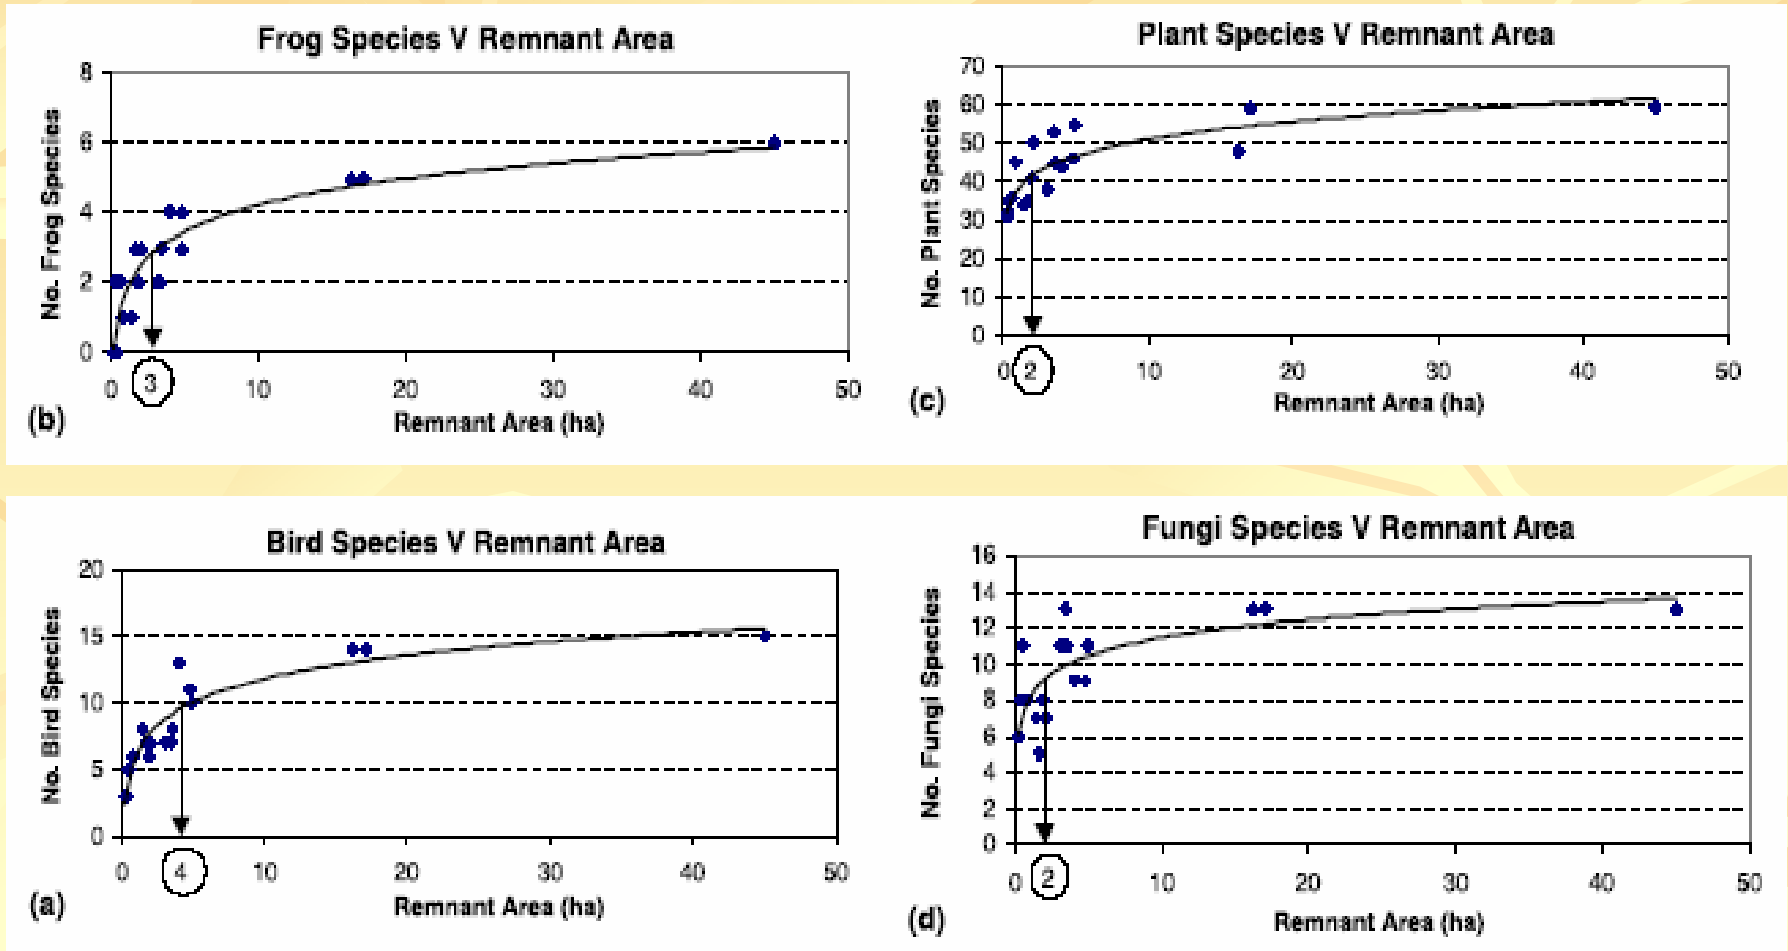 Frog Species V Remnant Area
No. Frog Species
8
6
4
2
0
0 3 10 20 30 40 50
Remnant Area (ha)
(b)
Plant Species V Remnant Area
No. Plant Species
70
60
50
40
30
20
10
0
0 2 10 20 30 40 50
Remnant Area (ha)
(c)
Bird Species V Remnant Area
No. Bird Species
20
15
10
5
0
0 4 10 20 30 40 50
Remnant Area (ha)
(a)
Fungi Species V Remnant Area
No. Fungi Species
16
14
12
10
8
6
4
2
0
0 2 10 20 30 40 50
Remnant Area (ha)
(d)